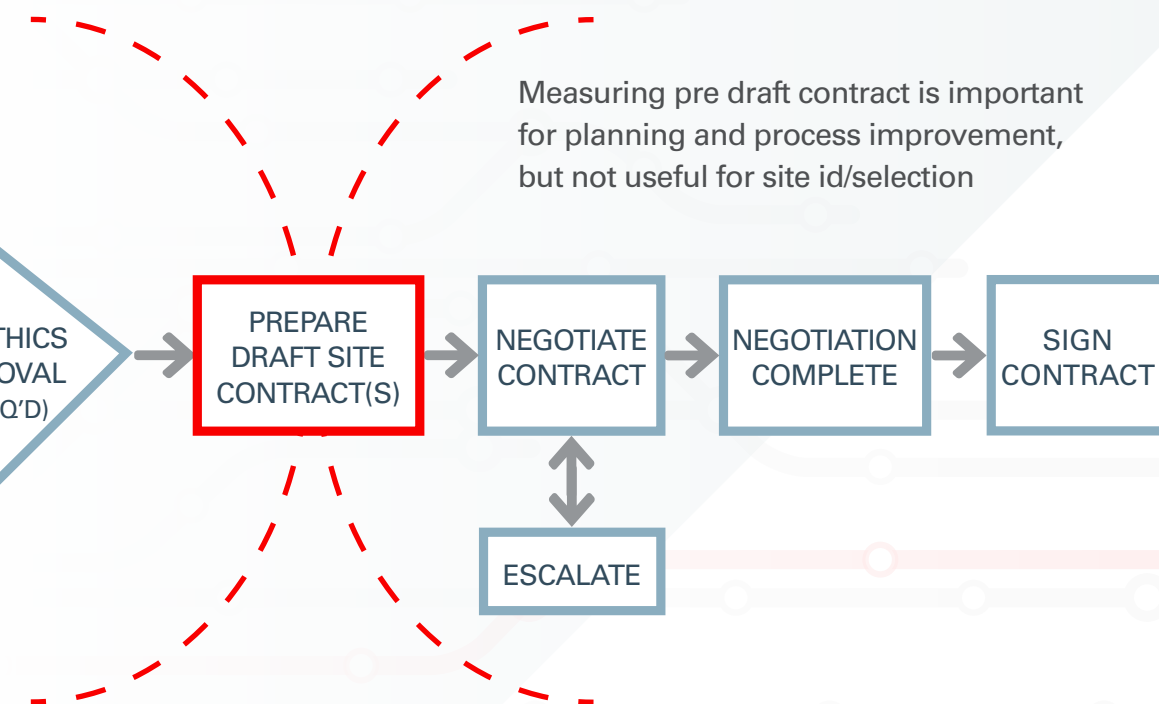 Measuring pre draft contract is important
for planning and process improvement,
but not useful for site id/selection
THICS
OVAL
Q'D)
PREPARE
DRAFT SITE
CONTRACT(S)
NEGOTIATE
CONTRACT
NEGOTIATION
COMPLETE
SIGN
CONTRACT
ESCALATE